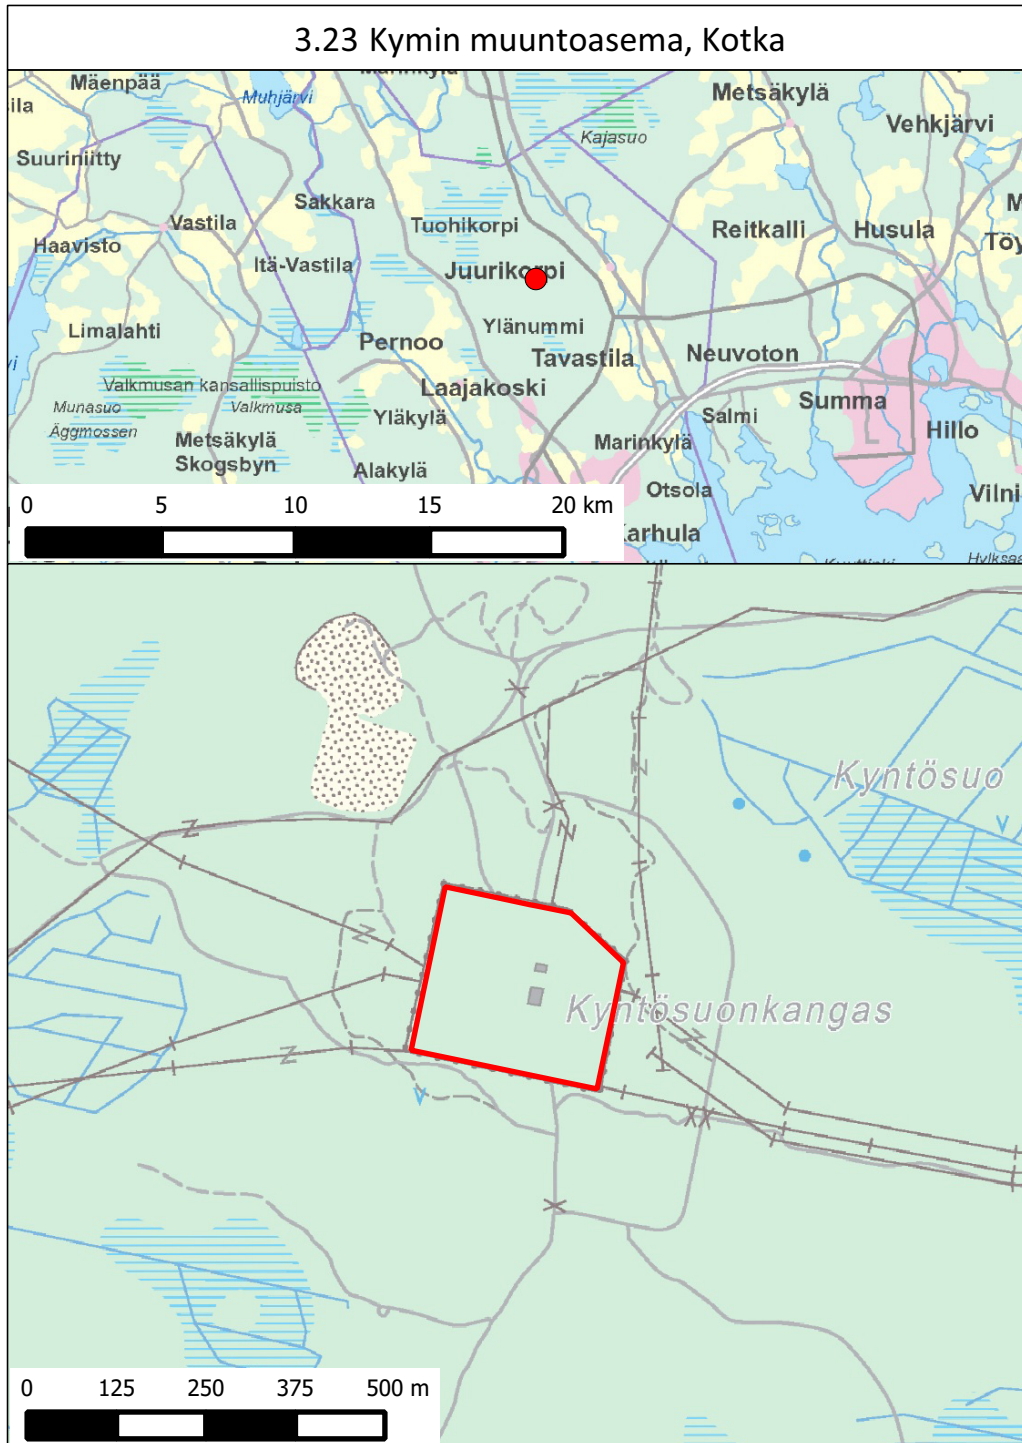 3.23 Kymin muuntoasema, Kotka
Mäenpää
Muhjärvi
Metsäkylä
Vehkjärvi
Kajasuo
Suuriniitty
Sakkara
Vastila
Tuohikorpi
Reitkalli
Husula
Haavisto
Itä-Vastila
Juurikorpi
Limalahti
Pernoo
Ylänummi
Tavastila
Neuvoton
Valkmusan kansallispuisto
Laajakoski
Munasuo
Valkmusa
Yläkylä
Salmi
Summa
Äggmossen
Metsäkylä
Skogsbyn
Marinkylä
Hillo
Alakylä
Otsola
Vilni
0 5 10 15 20 km
arhula
Kyntösuo
Kyntösuonkangas
0 125 250 375 500 m